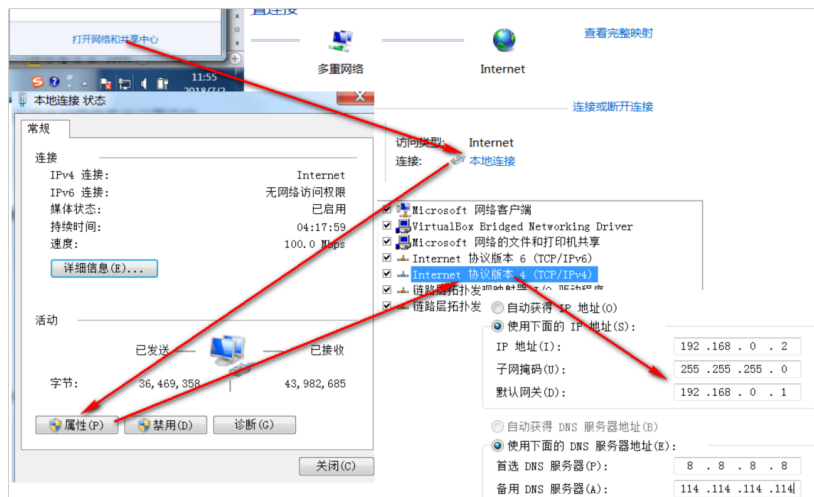 打开网络和共享中心
11:55
2018/7/2
直连接
多重网络
Internet
查看完整映射
连接或断开连接
访问类型:
Internet
连接:
本地连接
本地连接 状态
常规
连接
IPv4 连接: Internet
IPv6 连接: 无网络访问权限
媒体状态: 已启用
持续时间: 04:17:59
速度: 100.0 Mbps
详细信息(E)...
活动
已发送
已接收
字节: 36,469,358 43,982,685
属性(P) 禁用(D) 诊断(G)
关闭(C)
Microsoft 网络客户端
VirtualBox Bridged Networking Driver
Microsoft 网络的文件和打印机共享
Internet 协议版本 6 (TCP/IPv6)
Internet 协议版本 4 (TCP/IPv4)
链路层拓扑发现映射器 I/O 驱动程序
链路层拓扑发
自动获得 IP 地址(O)
使用下面的 IP 地址(S):
IP 地址(I): 192 .168 . 0 . 2
子网掩码(U): 255 .255 .255 . 0
默认网关(D): 192 .168 . 0 . 1
自动获得 DNS 服务器地址(B)
使用下面的 DNS 服务器地址(E):
首选 DNS 服务器(P): 8 . 8 . 8 . 8
备用 DNS 服务器(A): 114 .114 .114 .114